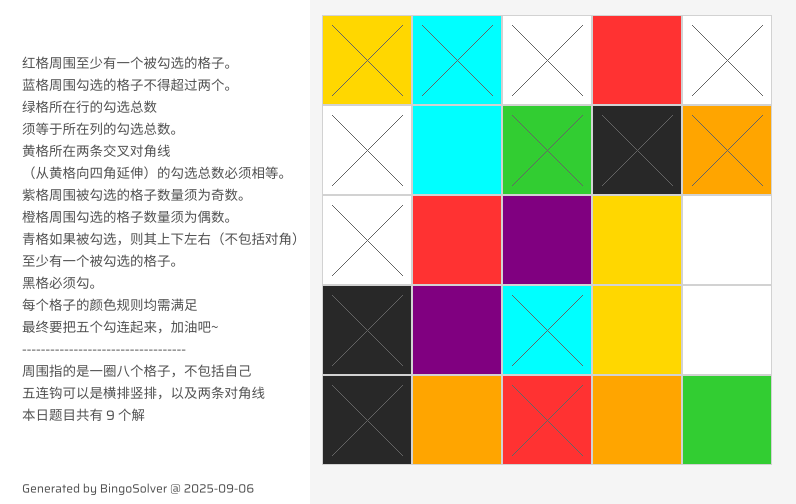 红格周围至少有一个被勾选的格子。
蓝格周围勾选的格子不得超过两个。
绿格所在行的勾选总数
须等于所在列的勾选总数。
黄格所在两条交叉对角线
（从黄格向四角延伸）的勾选总数必须相等。
紫格周围被勾选的格子数量须为奇数。
橙格周围勾选的格子数量须为偶数。
青格如果被勾选，则其上下左右（不包括对角）
至少有一个被勾选的格子。
黑格必须勾。
每个格子的颜色规则均需满足
最终要把五个勾连起来，加油吧~
-----------------------------------
周围指的是一圈八个格子，不包括自己
五连钩可以是横排竖排，以及两条对角线
本日题目共有 9 个解
Generated by BingoSolver @ 2025-09-06